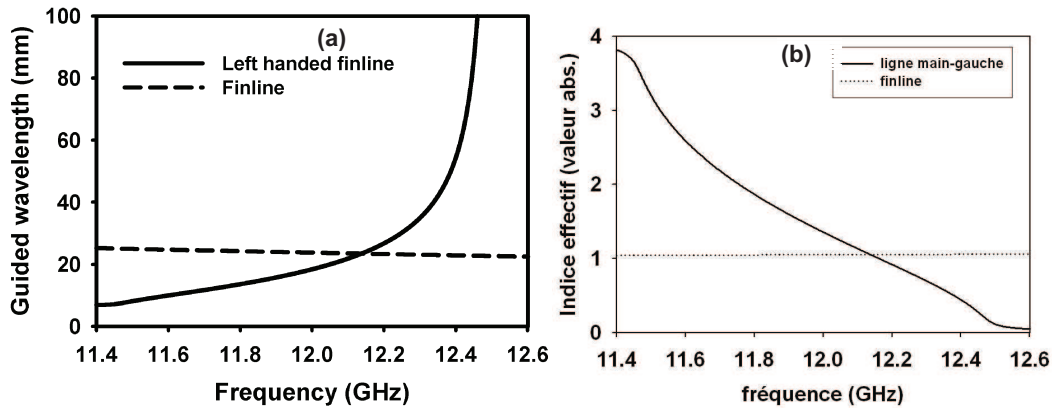 (a)
Left handed finline
Finline
Guided wavelength (mm)
100
80
60
40
20
0
11.4 11.6 11.8 12.0 12.2 12.4 12.6
Frequency (GHz)
(b)
ligne main-gauche
finline
Indice effectif (valeur abs.)
4
3
2
1
0
11.4 11.6 11.8 12.0 12.2 12.4 12.6
fréquence (GHz)